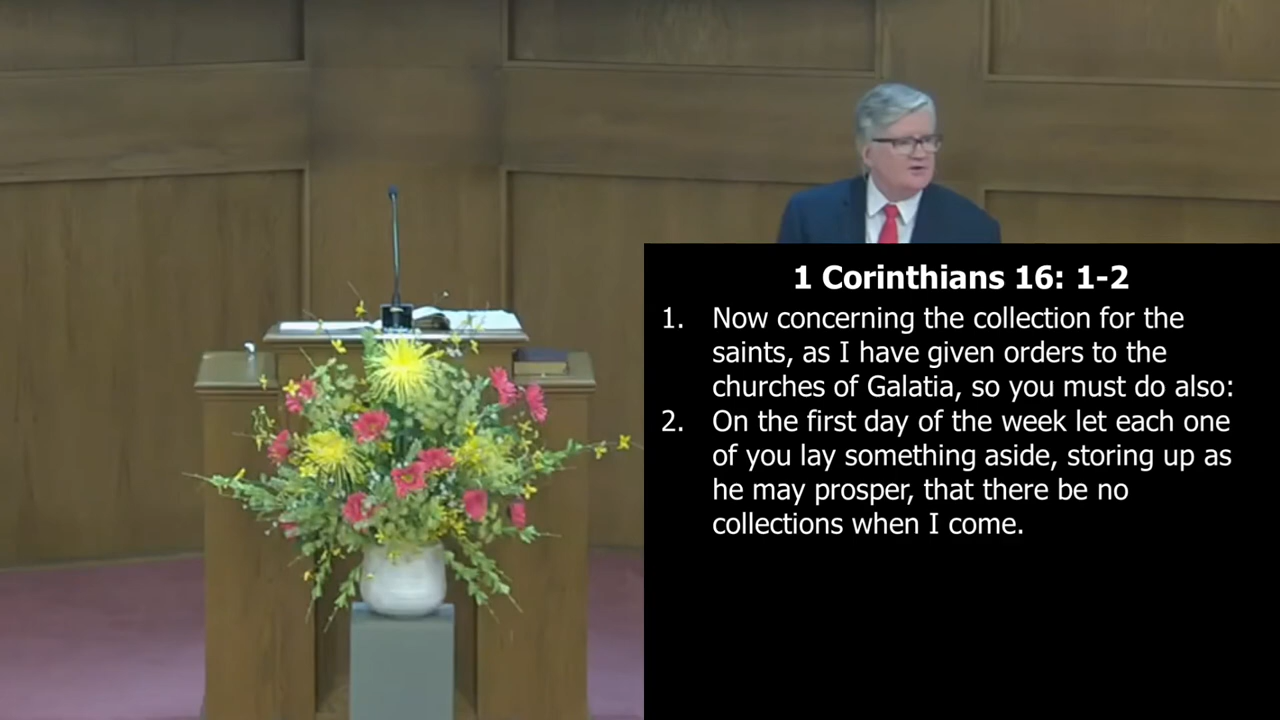 1 Corinthians 16: 1-2
1. Now concerning the collection for the
saints, as I have given orders to the
churches of Galatia, so you must do also:
2. On the first day of the week let each one
of you lay something aside, storing up as
he may prosper, that there be no
collections when I come.